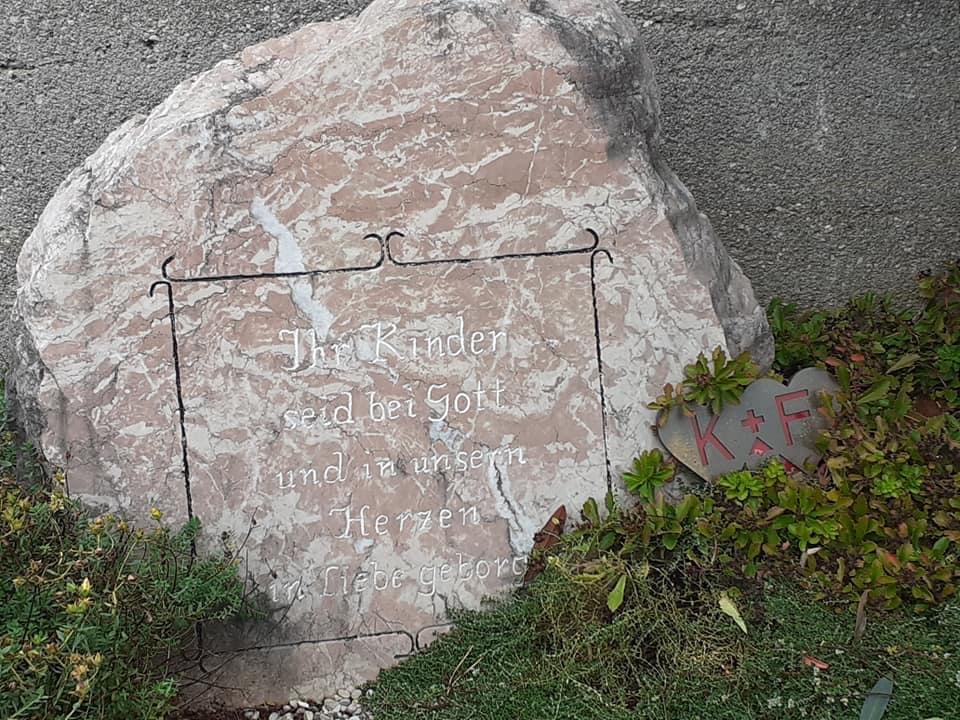 Ihr Kinder
seid bei Gott
und in unsern
Herzen
in Liebe geborg
K+F